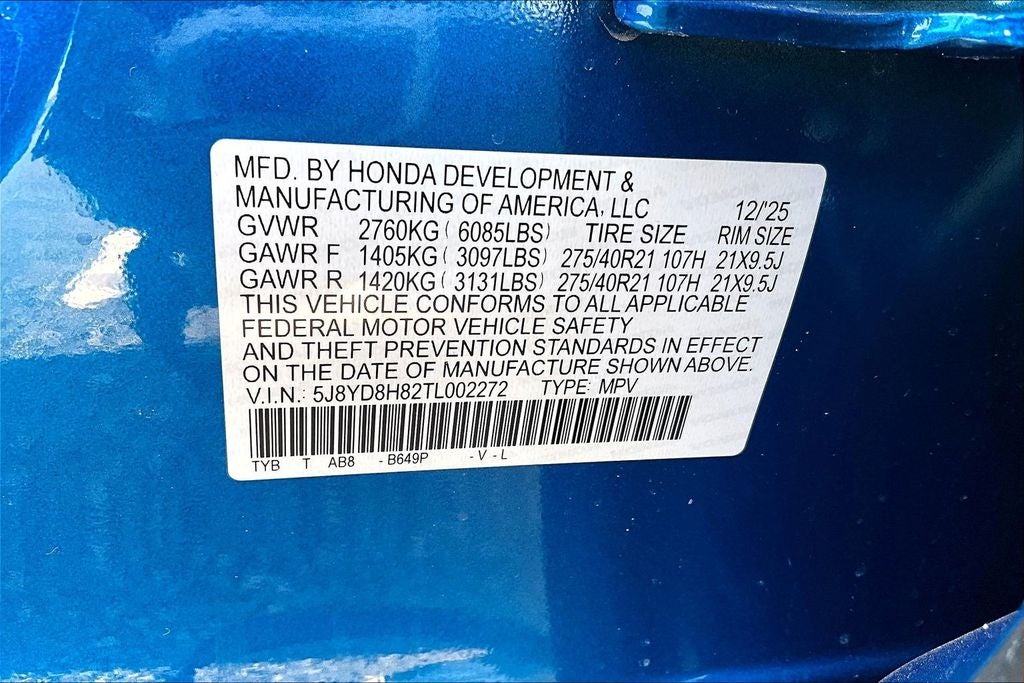 MFD. BY HONDA DEVELOPMENT &
MANUFACTURING OF AMERICA, LLC 12/'25
GVWR 2760KG ( 6085LBS) TIRE SIZE RIM SIZE
GAWR F 1405KG ( 3097LBS) 275/40R21 107H 21X9.5J
GAWR R 1420KG ( 3131LBS) 275/40R21 107H 21X9.5J
THIS VEHICLE CONFORMS TO ALL APPLICABLE
FEDERAL MOTOR VEHICLE SAFETY
AND THEFT PREVENTION STANDARDS IN EFFECT
ON THE DATE OF MANUFACTURE SHOWN ABOVE.
V.I.N.: 5J8YD8H82TL002272 TYPE: MPV
TYB T AB8 -B649P -V-L